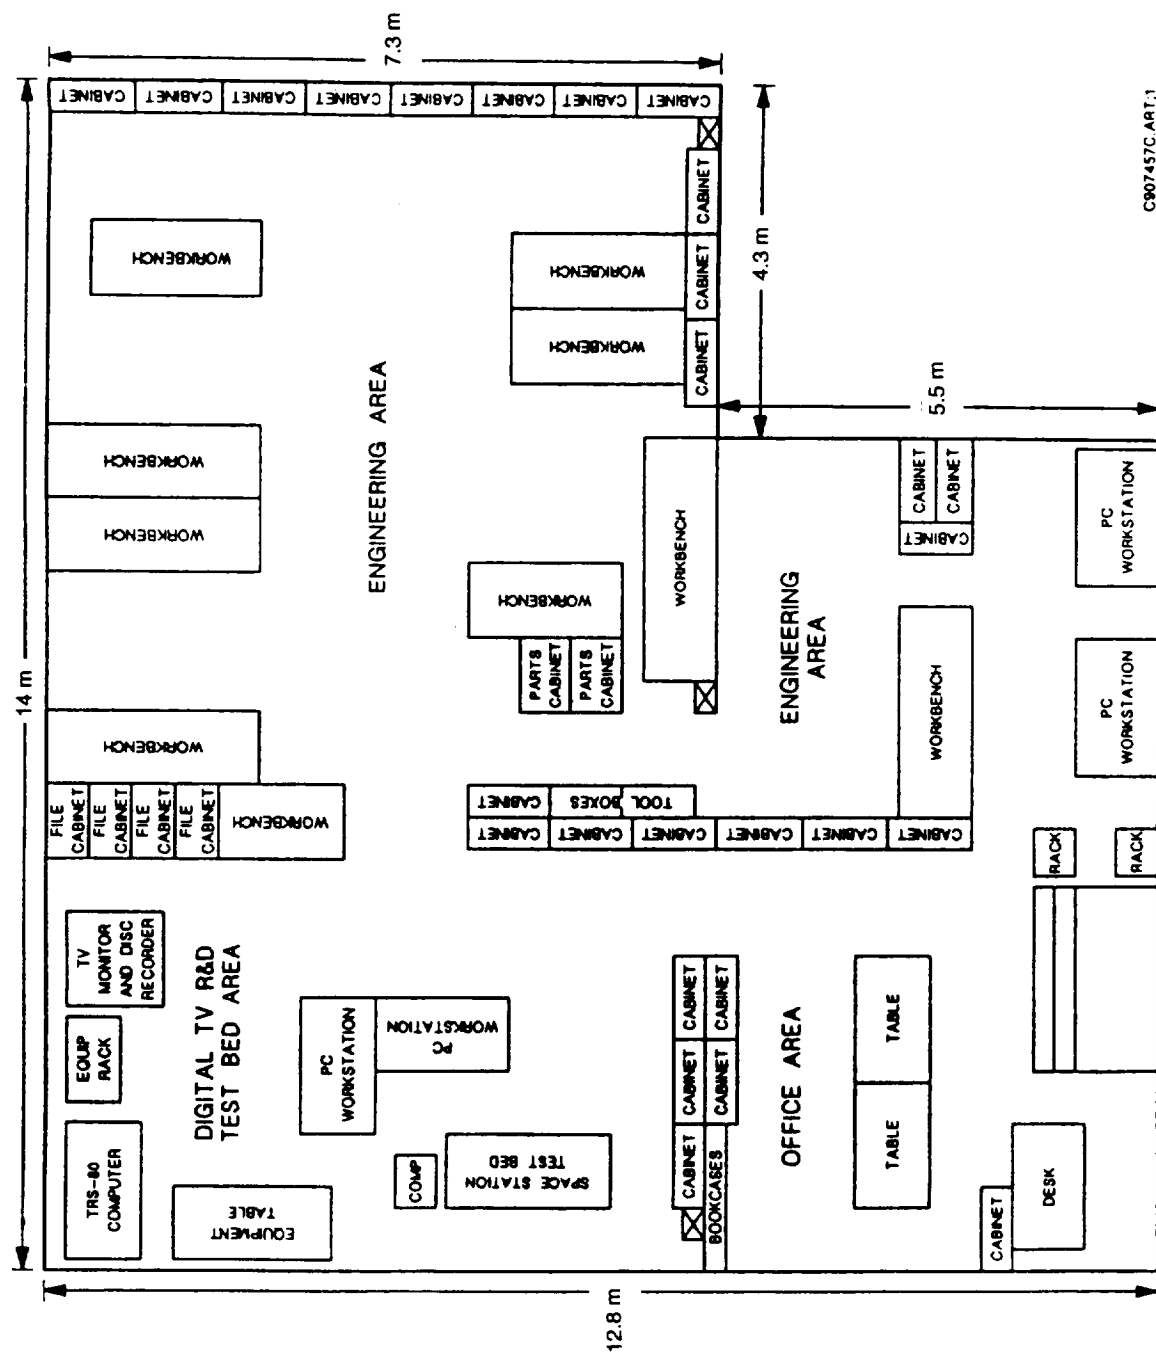 14 m
7.3 m
CABINET
CABINET
CABINET
CABINET
CABINET
CABINET
CABINET
CABINET
WORKBENCH
WORKBENCH
WORKBENCH
CABINET
CABINET
CABINET
4.3 m
C907457C.ART;1
WORKBENCH
WORKBENCH
ENGINEERING AREA
5.5 m
WORKBENCH
PARTS
CABINET
PARTS
CABINET
WORKBENCH
CABINET
CABINET
CABINET
PC
WORKSTATION
ENGINEERING
AREA
WORKBENCH
PC
WORKSTATION
WORKBENCH
FILE
CABINET
FILE
CABINET
FILE
CABINET
FILE
CABINET
WORKBENCH
CABINET
TOOL
BOXES
CABINET
CABINET
CABINET
CABINET
CABINET
CABINET
RACK
RACK
TV
MONITOR
AND DISC
RECORDER
EQUIP
RACK
TRS-80
COMPUTER
DIGITAL TV R&D
TEST BED AREA
PC
WORKSTATION
PC
WORKSTATION
EQUIPMENT
TABLE
COMP
SPACE STATION
TEST BED
CABINET
CABINET
CABINET
CABINET
CABINET
BOOKCASES
OFFICE AREA
TABLE
TABLE
CABINET
DESK
12.8 m